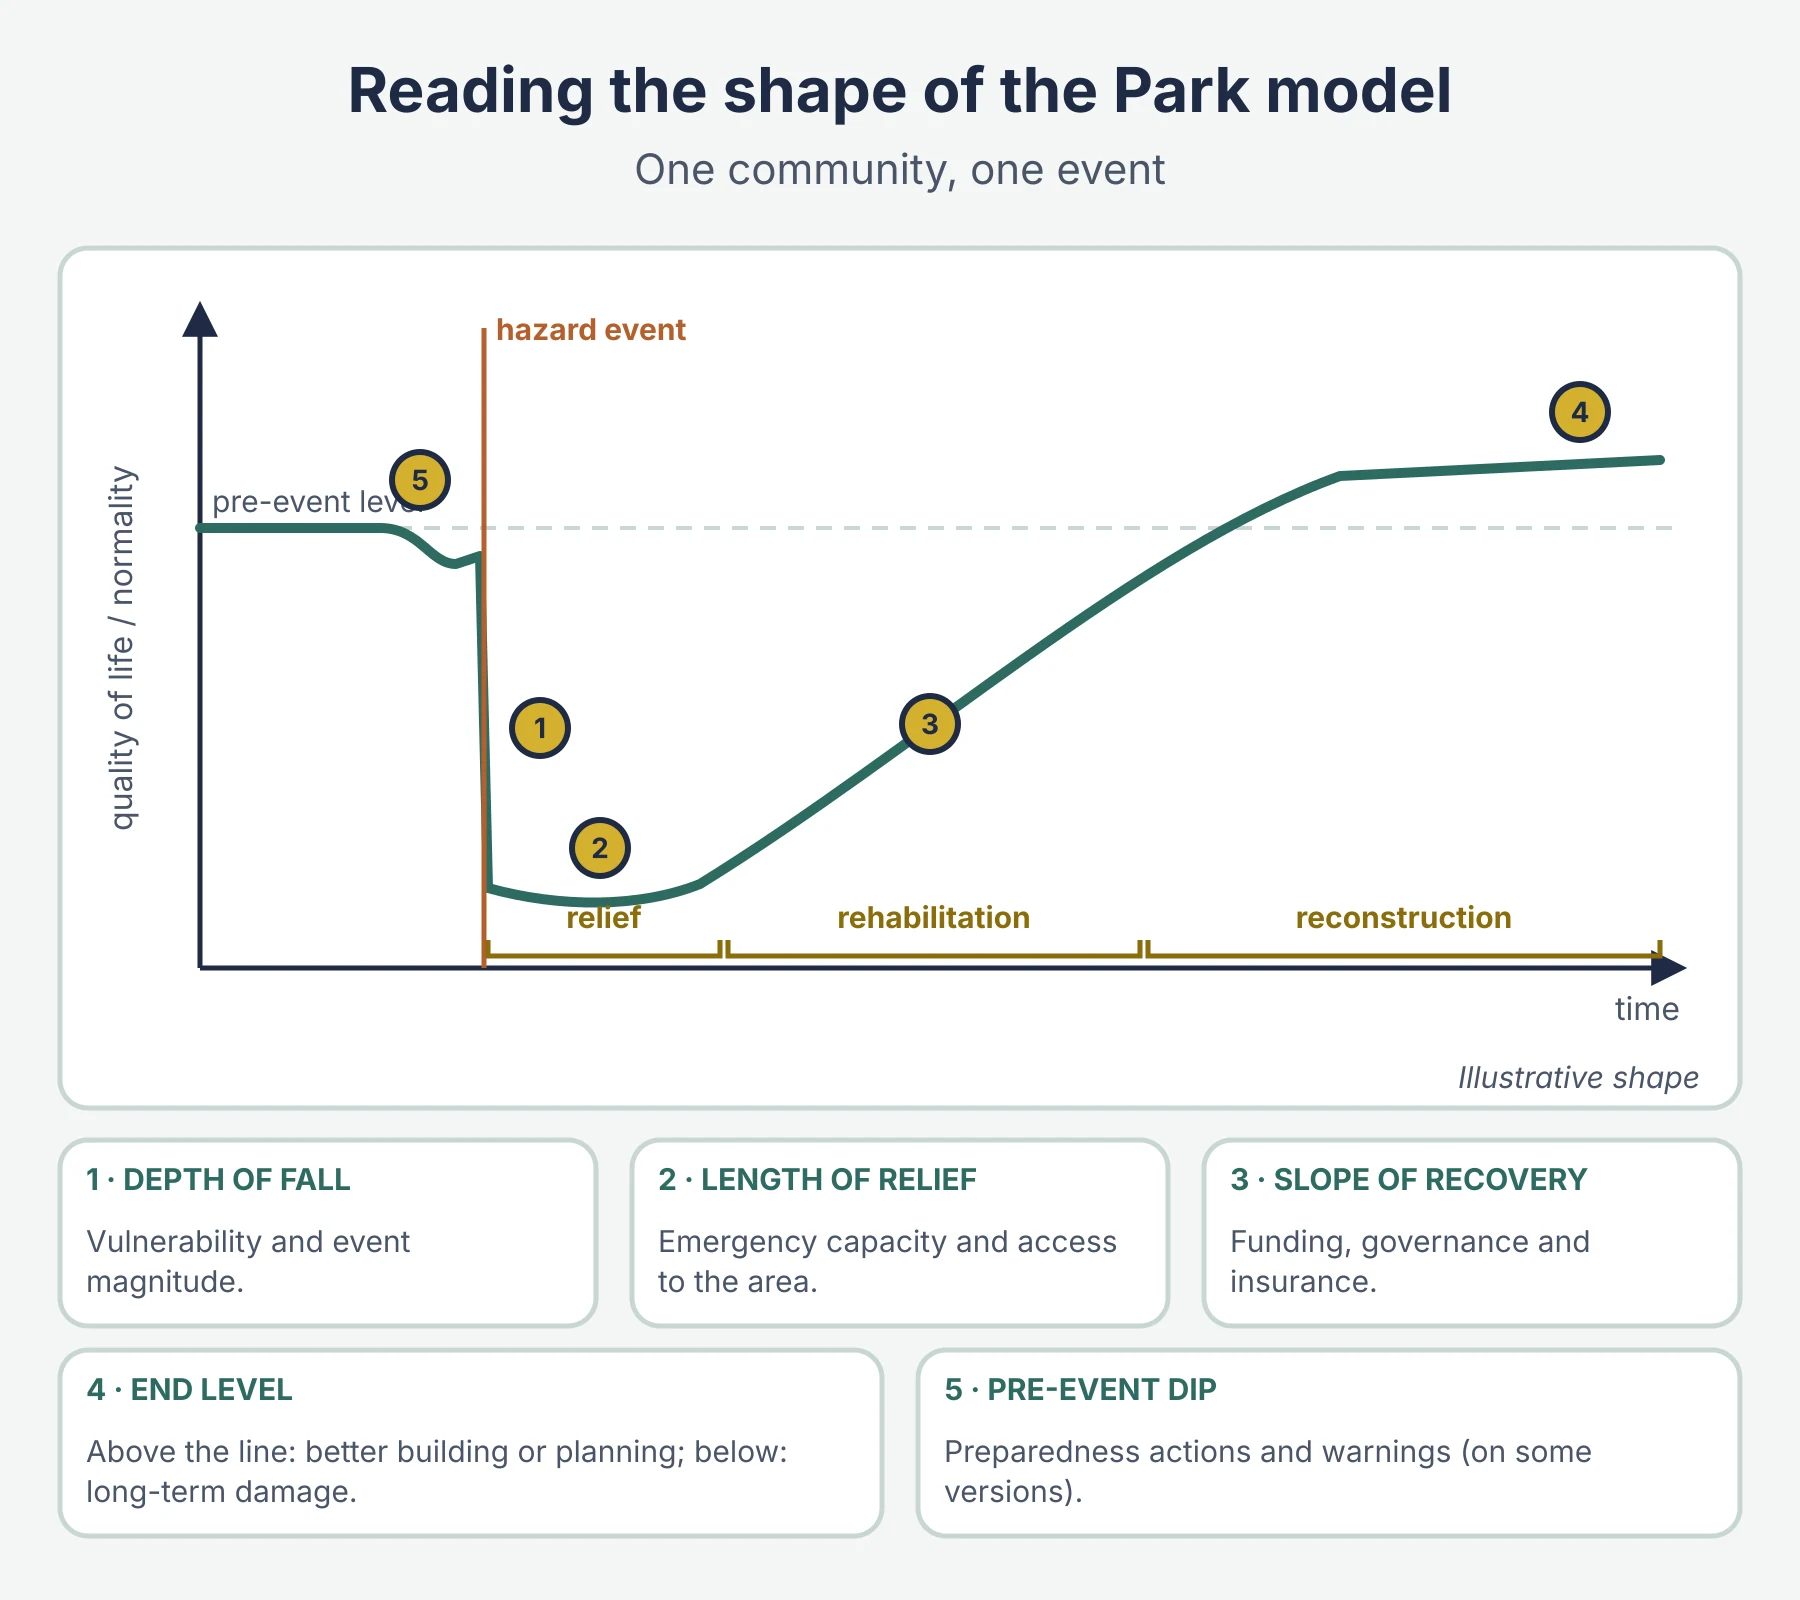 Reading the shape of the Park model
One community, one event
hazard event
4
5
pre-event level
quality of life / normality
1
3
2
relief
rehabilitation
reconstruction
time
Illustrative shape
1 · DEPTH OF FALL
Vulnerability and event
magnitude.
2 · LENGTH OF RELIEF
Emergency capacity and access
to the area.
3 · SLOPE OF RECOVERY
Funding, governance and
insurance.
4 · END LEVEL
Above the line: better building or planning; below:
long-term damage.
5 · PRE-EVENT DIP
Preparedness actions and warnings (on some
versions).